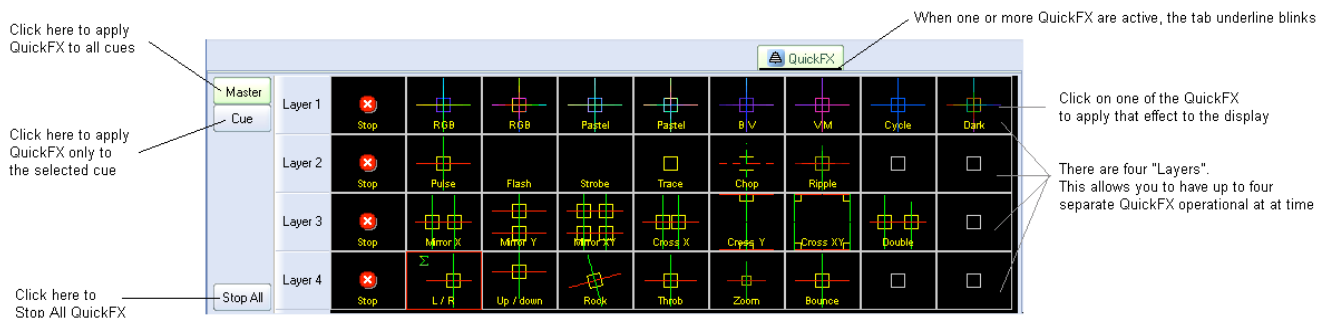 When one or more QuickFX are active, the tab underline blinks
Click here to apply
QuickFX to all cues
QuickFX
Master
Cue
Layer 1
Stop
RGB
RGB
Pastel
Pastel
B V
V M
Cycle
Dark
Click on one of the QuickFX
to apply that effect to the display
Click here to apply
QuickFX only to
the selected cue
Layer 2
Stop
Pulse
Flash
Strobe
Trace
Chop
Ripple
There are four "Layers".
This allows you to have up to four
separate QuickFX operational at at time
Layer 3
Stop
Mirror X
Mirror Y
Mirror XY
Cross X
Cross Y
Cross XY
Double
Layer 4
Stop
Σ
L / R
Up / down
Rock
Throb
Zoom
Bounce
Stop All
Click here to
Stop All QuickFX